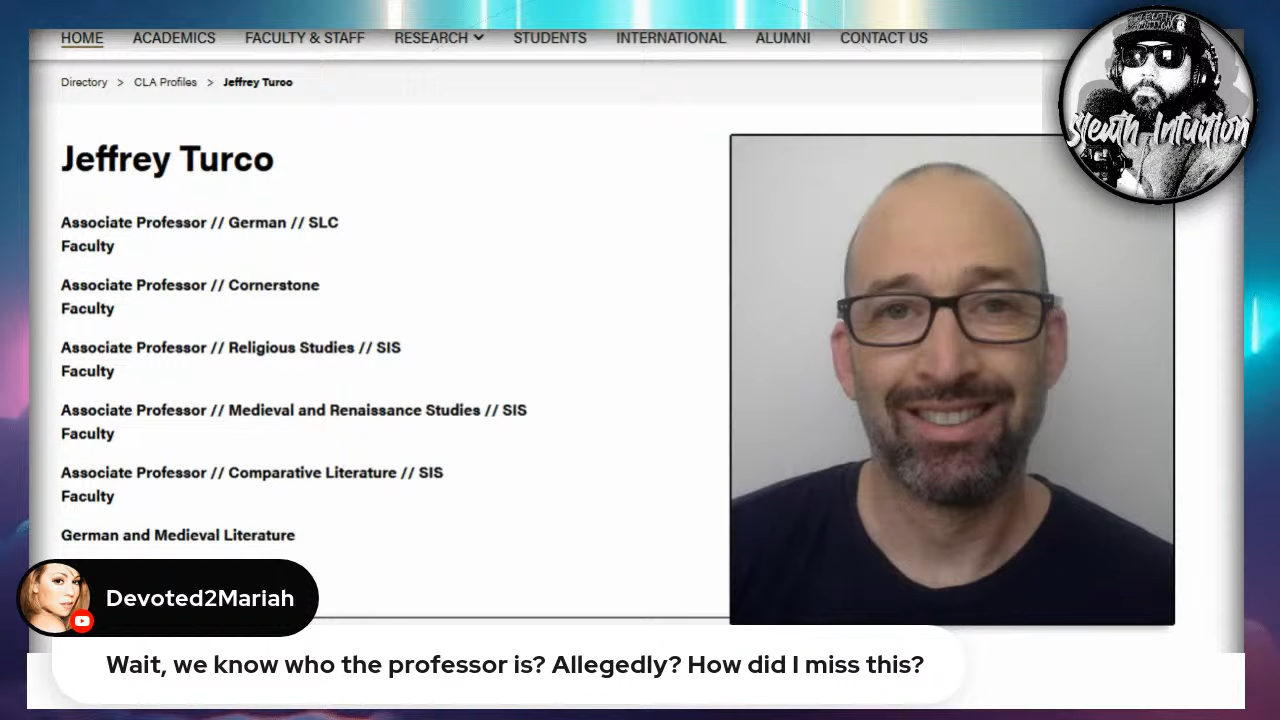 HOME ACADEMICS FACULTY & STAFF RESEARCH STUDENTS INTERNATIONAL ALUMNI CONTACT US
Directory > CLA Profiles > Jeffrey Turco
Sleuth Intuition
Jeffrey Turco
Associate Professor // German // SLC
Faculty
Associate Professor // Cornerstone
Faculty
Associate Professor // Religious Studies // SIS
Faculty
Associate Professor // Medieval and Renaissance Studies // SIS
Faculty
Associate Professor // Comparative Literature // SIS
Faculty
German and Medieval Literature
Devoted2Mariah
Wait, we know who the professor is? Allegedly? How did I miss this?